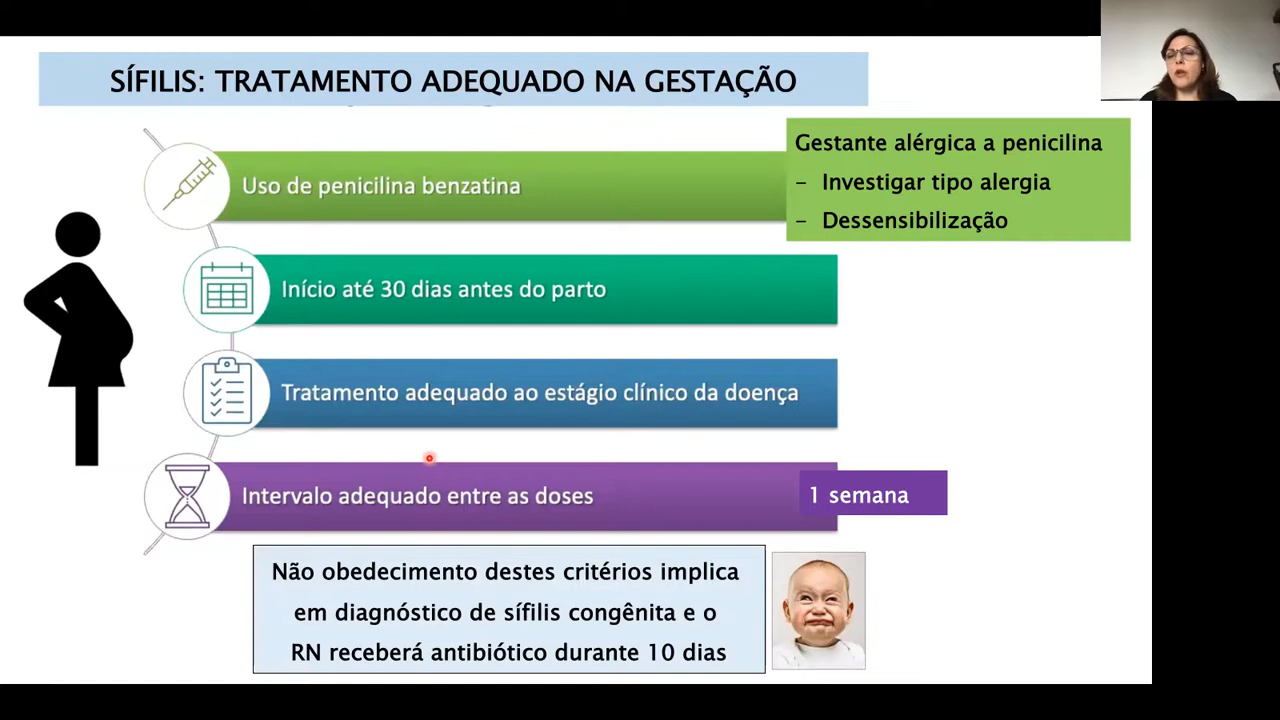 SÍFILIS: TRATAMENTO ADEQUADO NA GESTAÇÃO
Uso de penicilina benzatina
Gestante alérgica a penicilina
- Investigar tipo alergia
- Dessensibilização
Início até 30 dias antes do parto
Tratamento adequado ao estágio clínico da doença
Intervalo adequado entre as doses
1 semana
Não obedecimento destes critérios implica
em diagnóstico de sífilis congênita e o
RN receberá antibiótico durante 10 dias